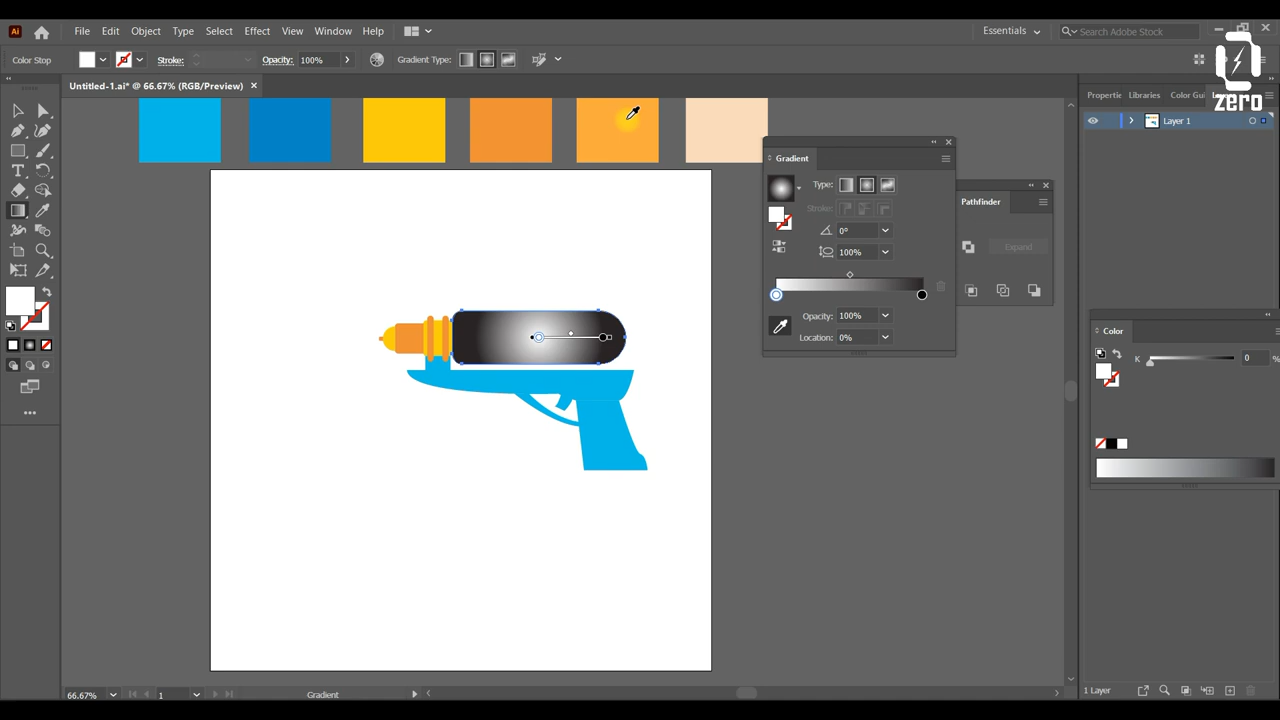 Ai File Edit Object Type Select Effect View Window Help Essentials Search Adobe Stock
Color Stop Stroke: Opacity: 100% Gradient Type:
Untitled-1.ai* @ 66.67% (RGB/Preview)
zero
Propertie Libraries Color Gui
Layer 1
Gradient
Type:
Stroke:
0°
100%
Opacity: 100%
Location: 0%
Pathfinder
Expand
Color
K 0 %
T
66.67% 1 Gradient
1 Layer